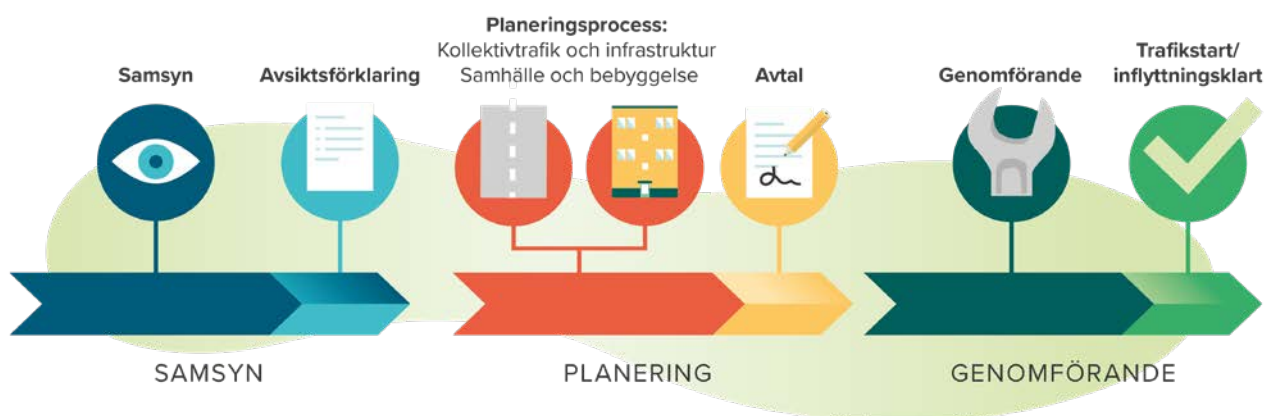 Samsyn
Avsiktsförklaring
Planeringsprocess:
Kollektivtrafik och infrastruktur
Samhälle och bebyggelse
Avtal
Genomförande
Trafikstart/
inflyttningsklart
SAMSYN
PLANERING
GENOMFÖRANDE